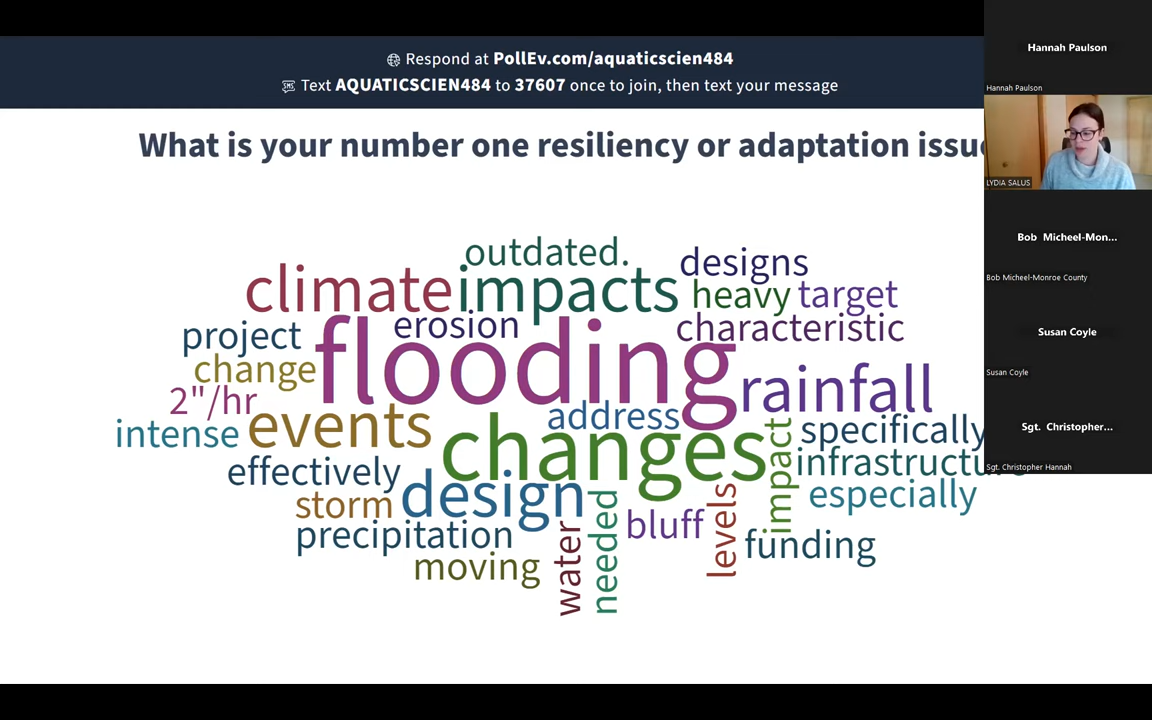 Respond at PollEv.com/aquaticscien484
Text AQUATICSCIEN484 to 37607 once to join, then text your message
What is your number one resiliency or adaptation
outdated.
designs
climate
impacts
heavy
target
project
erosion
characteristic
change
flooding
rainfall
2"/hr
address
intense
events
changes
specifically
effectively
impact
design
especially
storm
bluff
levels
precipitation
needed
funding
moving
water
Hannah Paulson
Hannah Paulson
LYDIA SALUS
Bob Micheel-Mon...
Bob Micheel-Monroe County
Susan Coyle
Susan Coyle
Sgt. Christopher...
Sgt. Christopher Hannah